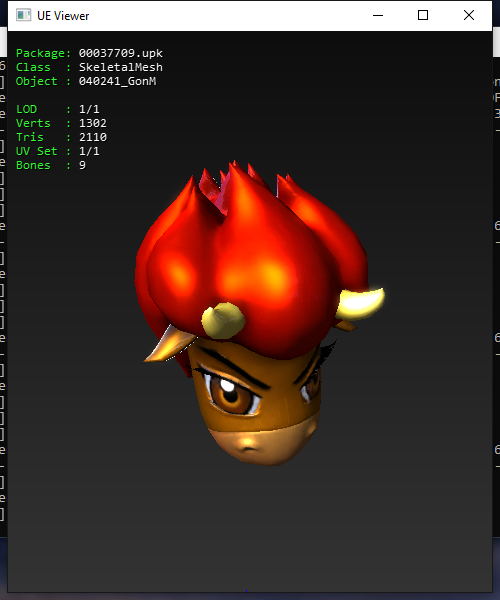 UE Viewer
Package: 00037709.upk
Class  : SkeletalMesh
Object : 040241_GonM
LOD    : 1/1
Verts  : 1302
Tris   : 2110
UV Set : 1/1
Bones  : 9